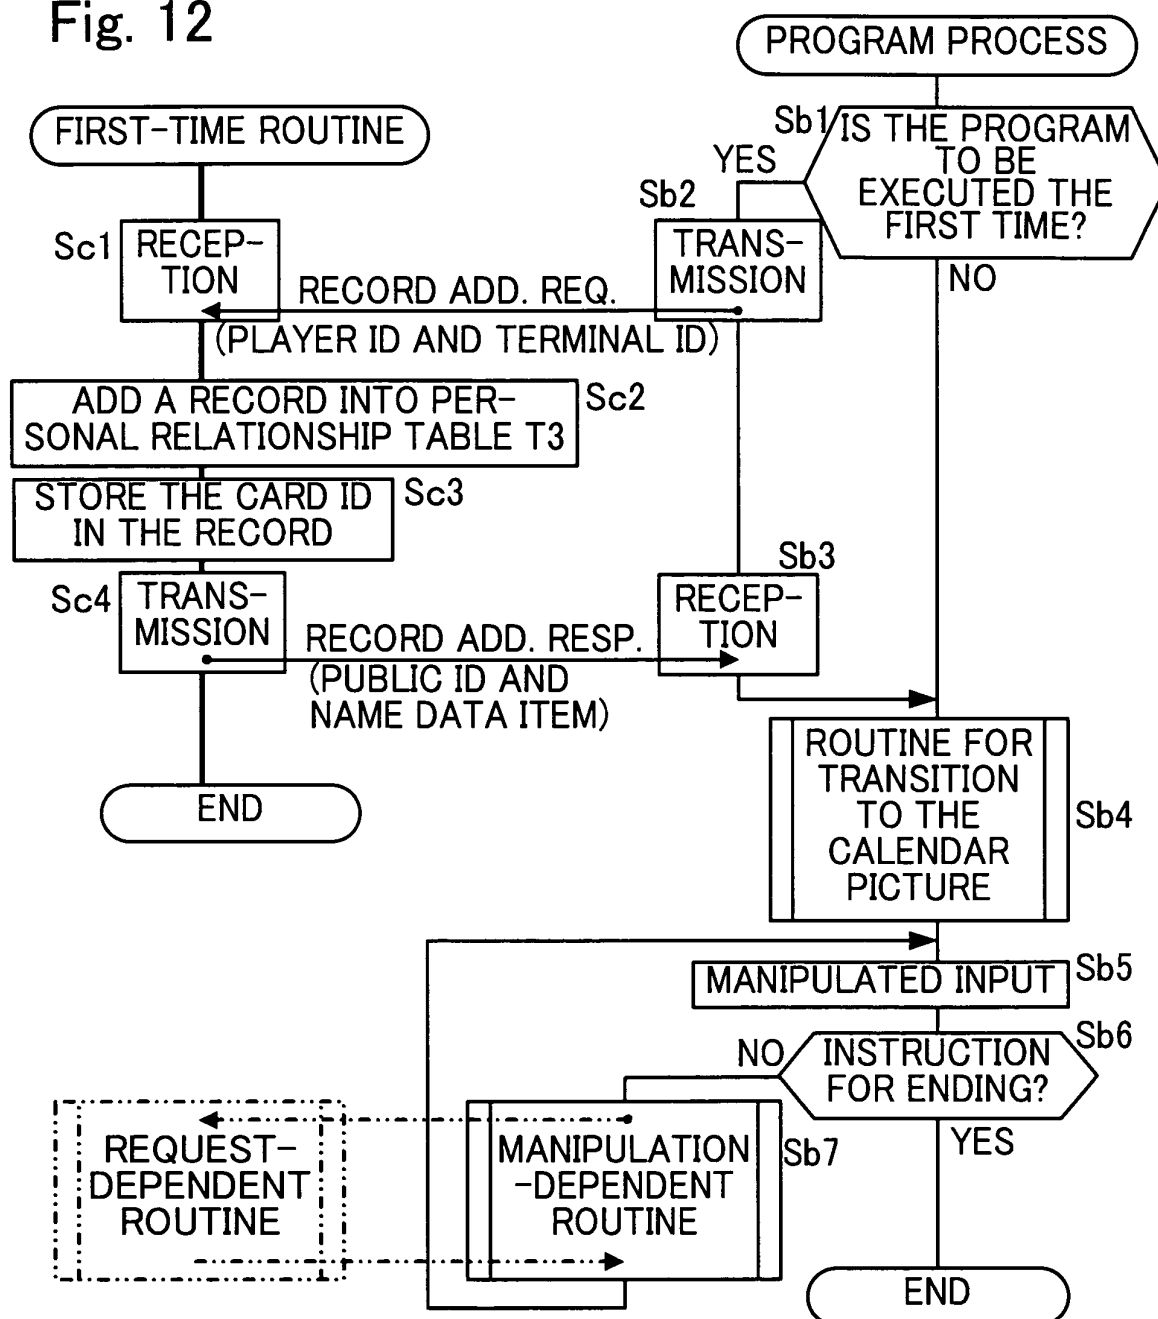 Fig. 12
PROGRAM PROCESS
FIRST-TIME ROUTINE
Sb1
IS THE PROGRAM
TO BE
EXECUTED THE
FIRST TIME?
YES
NO
Sb2
TRANS-
MISSION
Sc1
RECEP-
TION
RECORD ADD. REQ.
(PLAYER ID AND TERMINAL ID)
ADD A RECORD INTO PER-
SONAL RELATIONSHIP TABLE T3
Sc2
STORE THE CARD ID
IN THE RECORD
Sc3
Sc4
TRANS-
MISSION
RECORD ADD. RESP.
(PUBLIC ID AND
NAME DATA ITEM)
Sb3
RECEP-
TION
END
ROUTINE FOR
TRANSITION
TO THE
CALENDAR
PICTURE
Sb4
MANIPULATED INPUT
Sb5
INSTRUCTION
FOR ENDING?
Sb6
NO
YES
REQUEST-
DEPENDENT
ROUTINE
MANIPULATION
-DEPENDENT
ROUTINE
Sb7
END